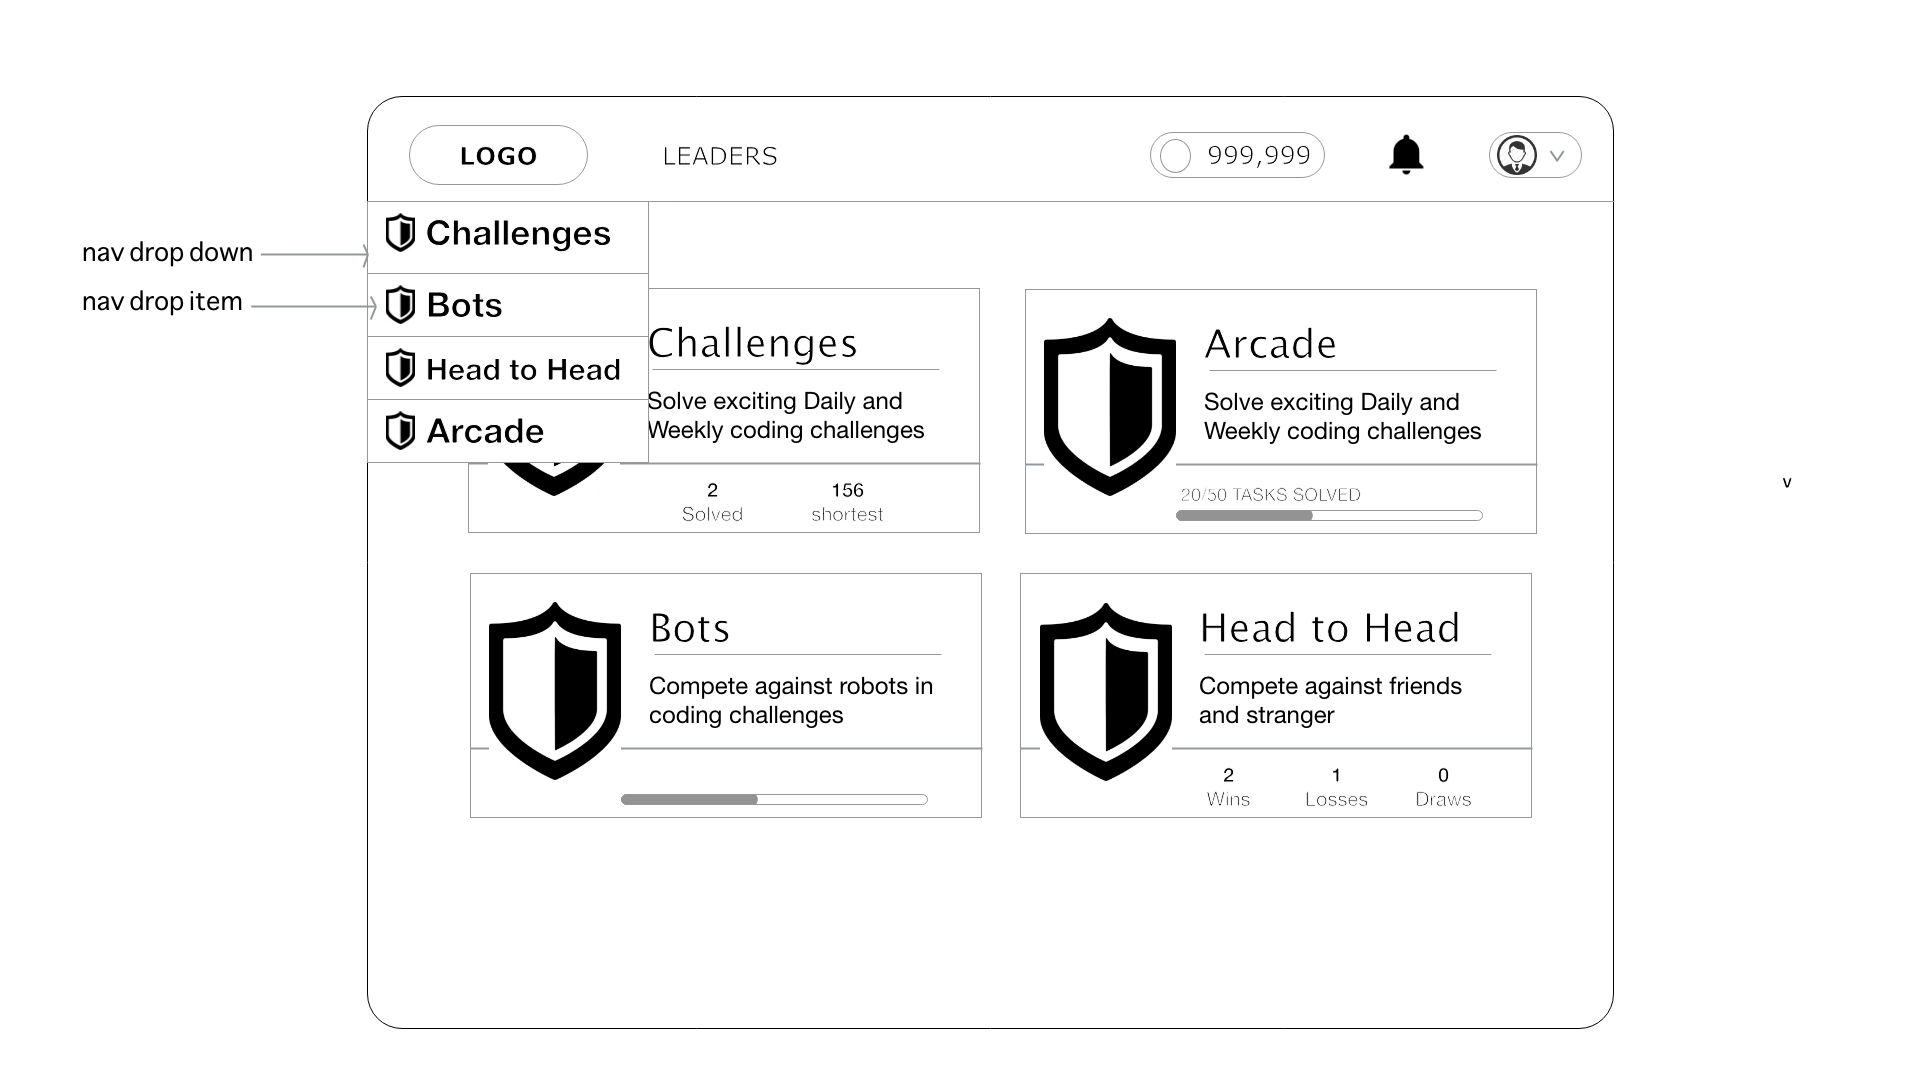 LOGO
LEADERS
999,999
nav drop down
nav drop item
Challenges
Bots
Head to Head
Arcade
Challenges
Solve exciting Daily and
Weekly coding challenges
2
Solved
156
shortest
Arcade
Solve exciting Daily and
Weekly coding challenges
20/50 TASKS SOLVED
v
Bots
Compete against robots in
coding challenges
Head to Head
Compete against friends
and stranger
2
Wins
1
Losses
0
Draws